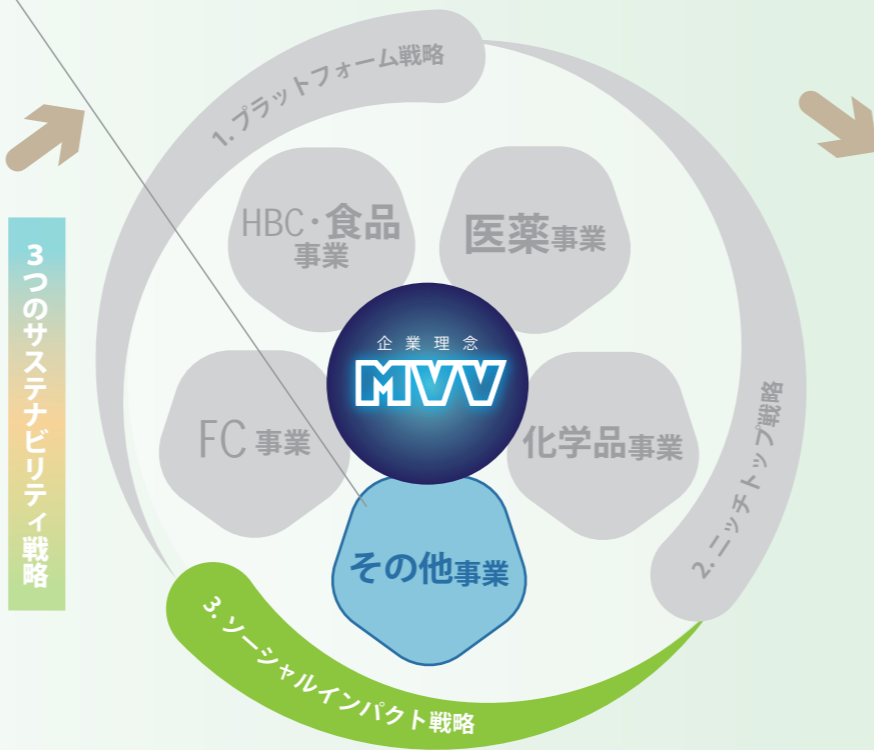 1. プラットフォーム戦略
HBC・食品
事業
医薬事業
3つのサステナビリティ戦略
企業理念
MVV
FC 事業
化学品事業
2. ニッチトップ戦略
その他事業
3. ソーシャルインパクト戦略